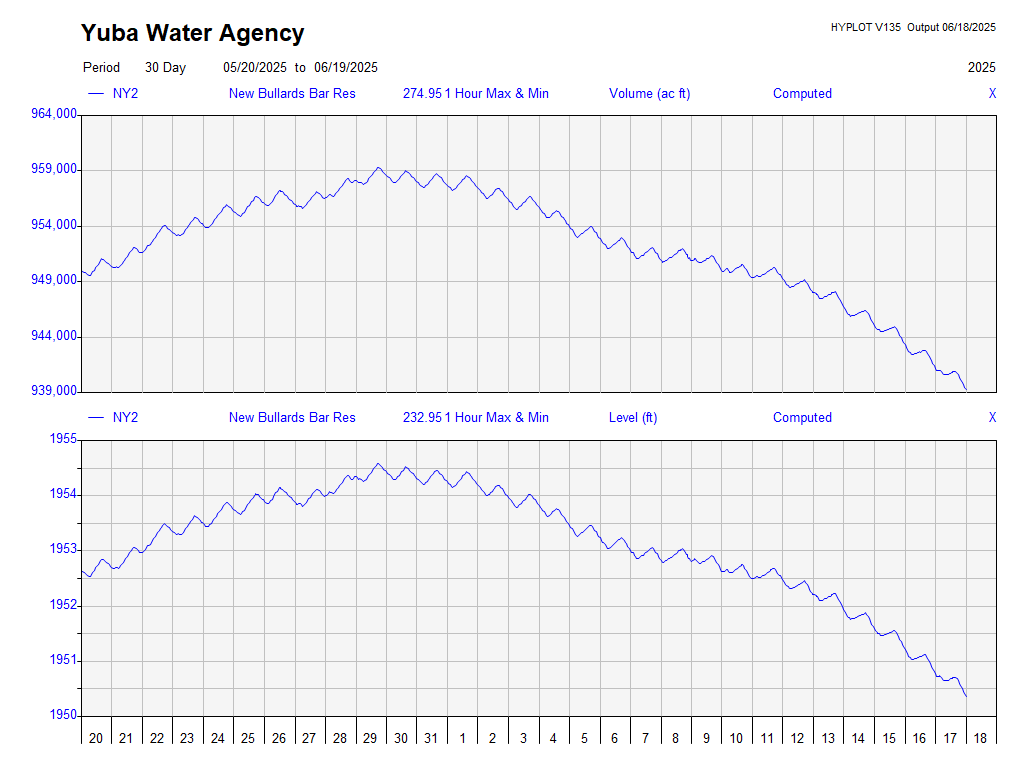 Yuba Water Agency
HYPLOT V135 Output 06/18/2025
Period 30 Day 05/20/2025 to 06/19/2025 2025
NY2 New Bullards Bar Res 274.95 1 Hour Max & Min Volume (ac ft) Computed X
964,000
959,000
954,000
949,000
944,000
939,000
NY2 New Bullards Bar Res 232.95 1 Hour Max & Min Level (ft) Computed X
1955
1954
1953
1952
1951
1950
20 21 22 23 24 25 26 27 28 29 30 31 1 2 3 4 5 6 7 8 9 10 11 12 13 14 15 16 17 18